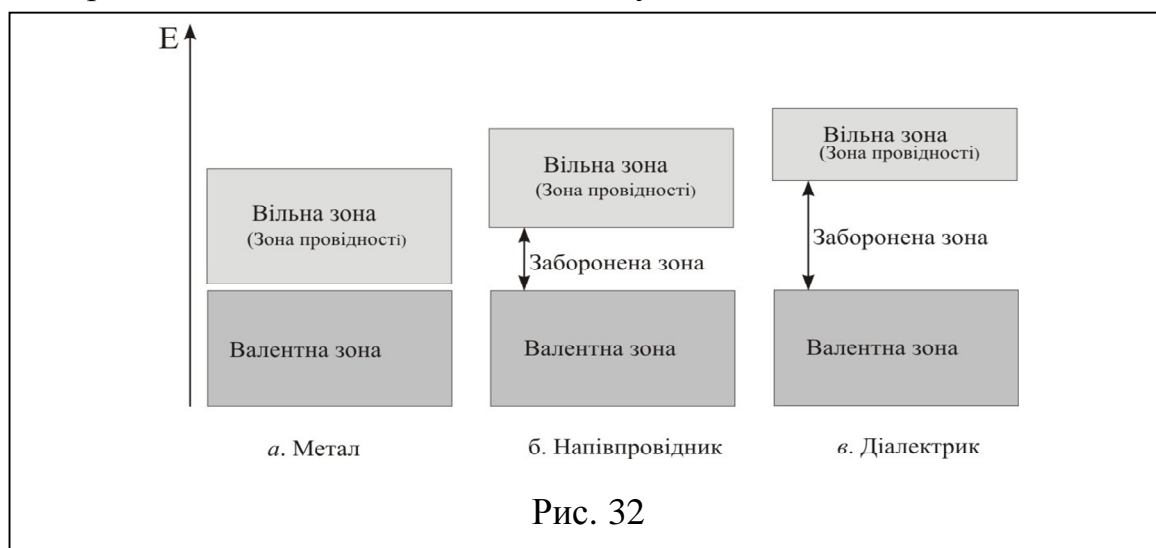 Е
Вільна зона
(Зона провідності)
Валентна зона
а. Метал
Вільна зона
(Зона провідності)
Заборонена зона
Валентна зона
б. Напівпровідник
Вільна зона
(Зона провідності)
Заборонена зона
Валентна зона
в. Діалектрик
Рис. 32